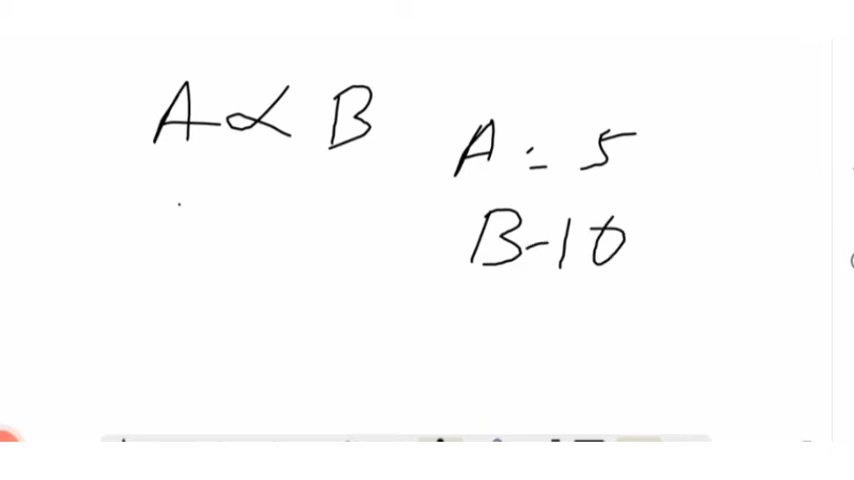 A ∝ B
A = 5
B-10